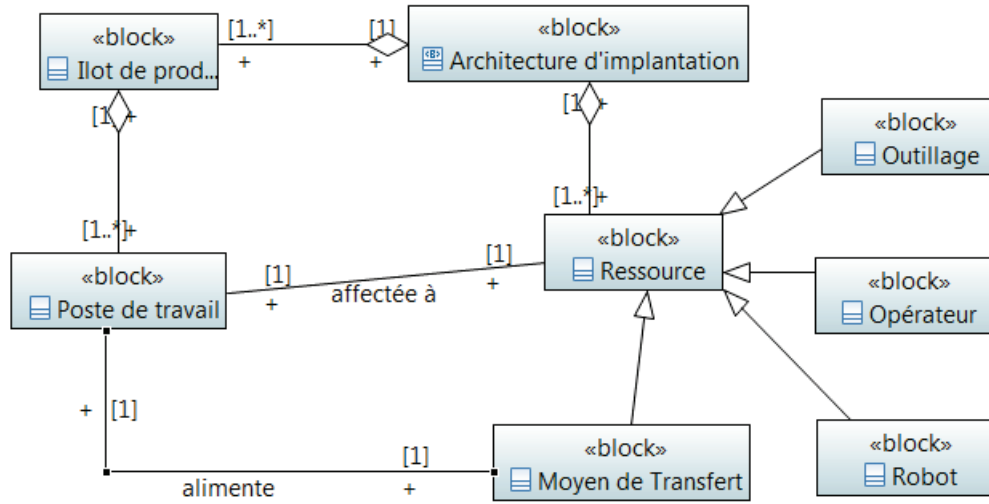 «block»
Ilot de prod...
[1..*]
+
[1]
+
«block»
Architecture d'implantation
[1]
+
[1]
+
«block»
Outillage
[1..*]
+
[1..*]
+
«block»
Ressource
«block»
Poste de travail
[1]
+
affectée à
[1]
+
«block»
Opérateur
+
[1]
alimente
[1]
+
«block»
Moyen de Transfert
«block»
Robot